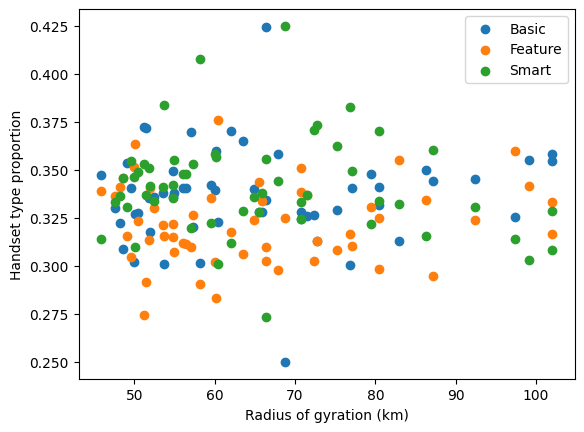 0.425
0.400
0.375
0.350
0.325
0.300
0.275
0.250
Handset type proportion
Basic
Feature
Smart
50 60 70 80 90 100
Radius of gyration (km)